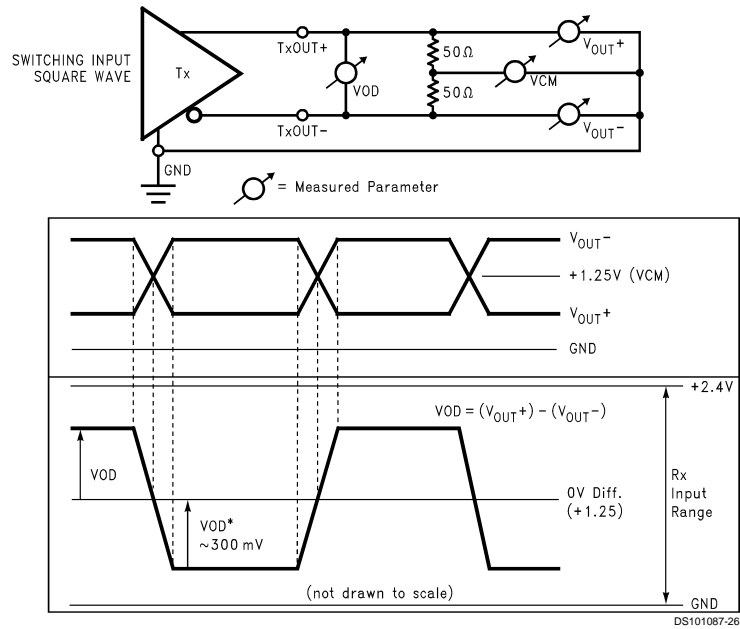 SWITCHING INPUT
SQUARE WAVE
Tx
TxOUT+
TxOUT-
VOD
50Ω
50Ω
VCM
VOUT+
VOUT-
GND
= Measured Parameter
VOUT-
+1.25V (VCM)
VOUT+
GND
+2.4V
VOD = (VOUT+) - (VOUT-)
VOD
0V Diff.
(+1.25)
Rx
Input
Range
VOD*
~300 mV
(not drawn to scale)
GND
DS101087-26